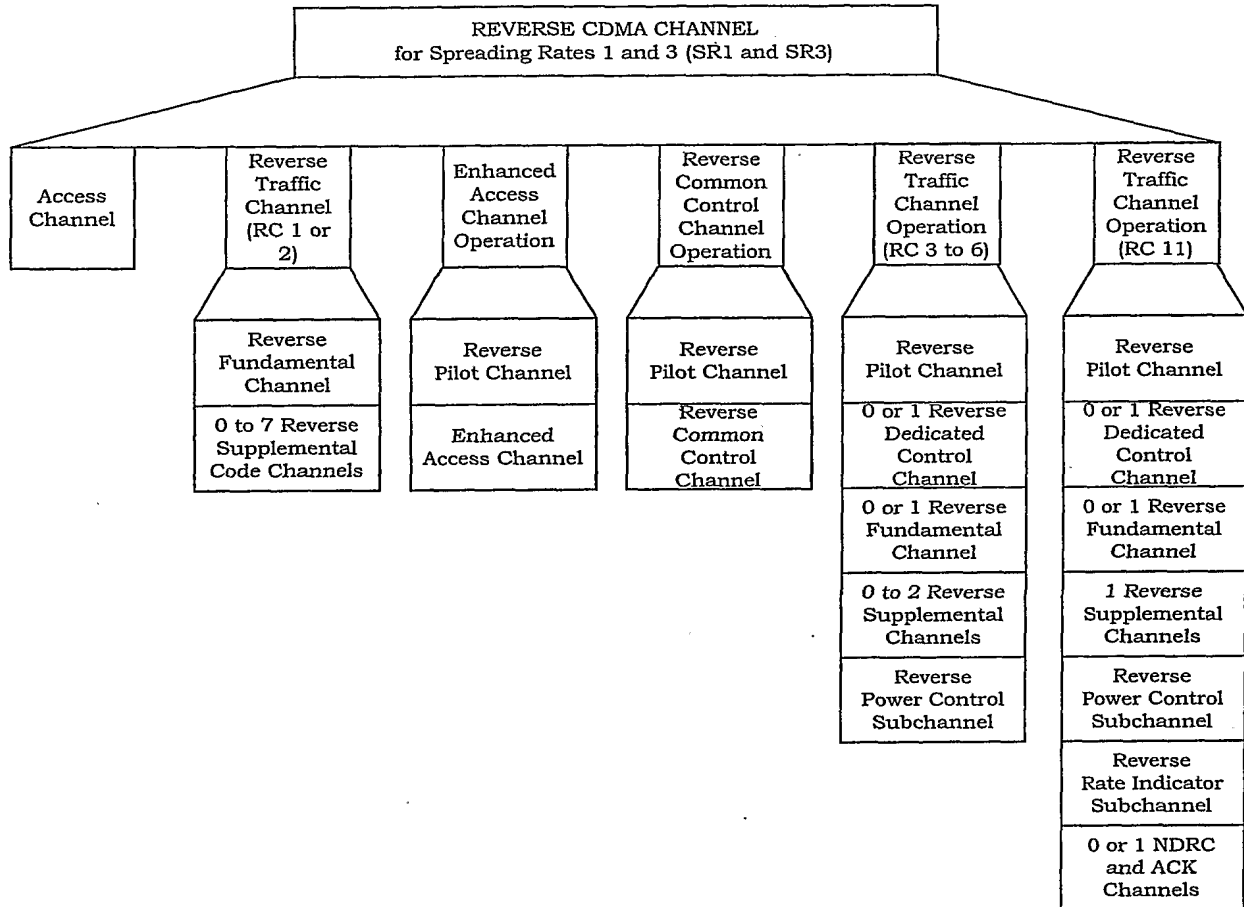 REVERSE CDMA CHANNEL
for Spreading Rates 1 and 3 (SR1 and SR3)
Access
Channel
Reverse
Traffic
Channel
(RC 1 or
2)
Enhanced
Access
Channel
Operation
Reverse
Common
Control
Channel
Operation
Reverse
Traffic
Channel
Operation
(RC 3 to 6)
Reverse
Traffic
Channel
Operation
(RC 11)
Reverse
Fundamental
Channel
0 to 7 Reverse
Supplemental
Code Channels
Reverse
Pilot Channel
Enhanced
Access Channel
Reverse
Pilot Channel
Reverse
Common
Control
Channel
Reverse
Pilot Channel
0 or 1 Reverse
Dedicated
Control
Channel
0 or 1 Reverse
Fundamental
Channel
0 to 2 Reverse
Supplemental
Channels
Reverse
Power Control
Subchannel
Reverse
Pilot Channel
0 or 1 Reverse
Dedicated
Control
Channel
0 or 1 Reverse
Fundamental
Channel
1 Reverse
Supplemental
Channels
Reverse
Power Control
Subchannel
Reverse
Rate Indicator
Subchannel
0 or 1 NDRC
and ACK
Channels